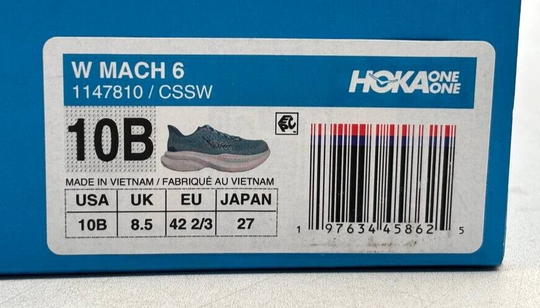 W MACH 6
1147810 / CSSW
HOKA ONE ONE
10B
MADE IN VIETNAM / FABRIQUÉ AU VIETNAM
USA UK EU JAPAN
10B 8.5 42 2/3 27
1 97634 45862 5